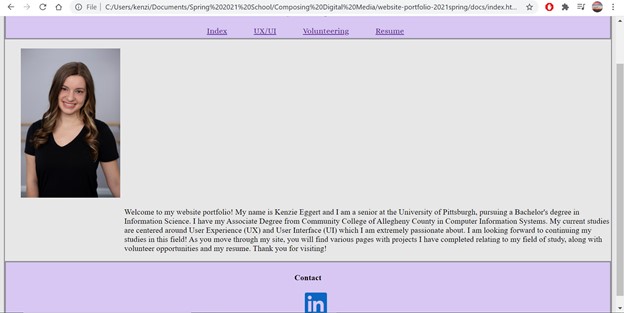 File | C:/Users/kenzi/Documents/Spring%202021%20School/Composing%20Digital%20Media/website-portfolio-2021spring/docs/index.ht...
Index UX/UI Volunteering Resume
Welcome to my website portfolio! My name is Kenzie Eggert and I am a senior at the University of Pittsburgh, pursuing a Bachelor's degree in
Information Science. I have my Associate Degree from Community College of Allegheny County in Computer Information Systems. My current studies
are centered around User Experience (UX) and User Interface (UI) which I am extremely passionate about. I am looking forward to continuing my
studies in this field! As you move through my site, you will find various pages with projects I have completed relating to my field of study, along with
volunteer opportunities and my resume. Thank you for visiting!
Contact
in